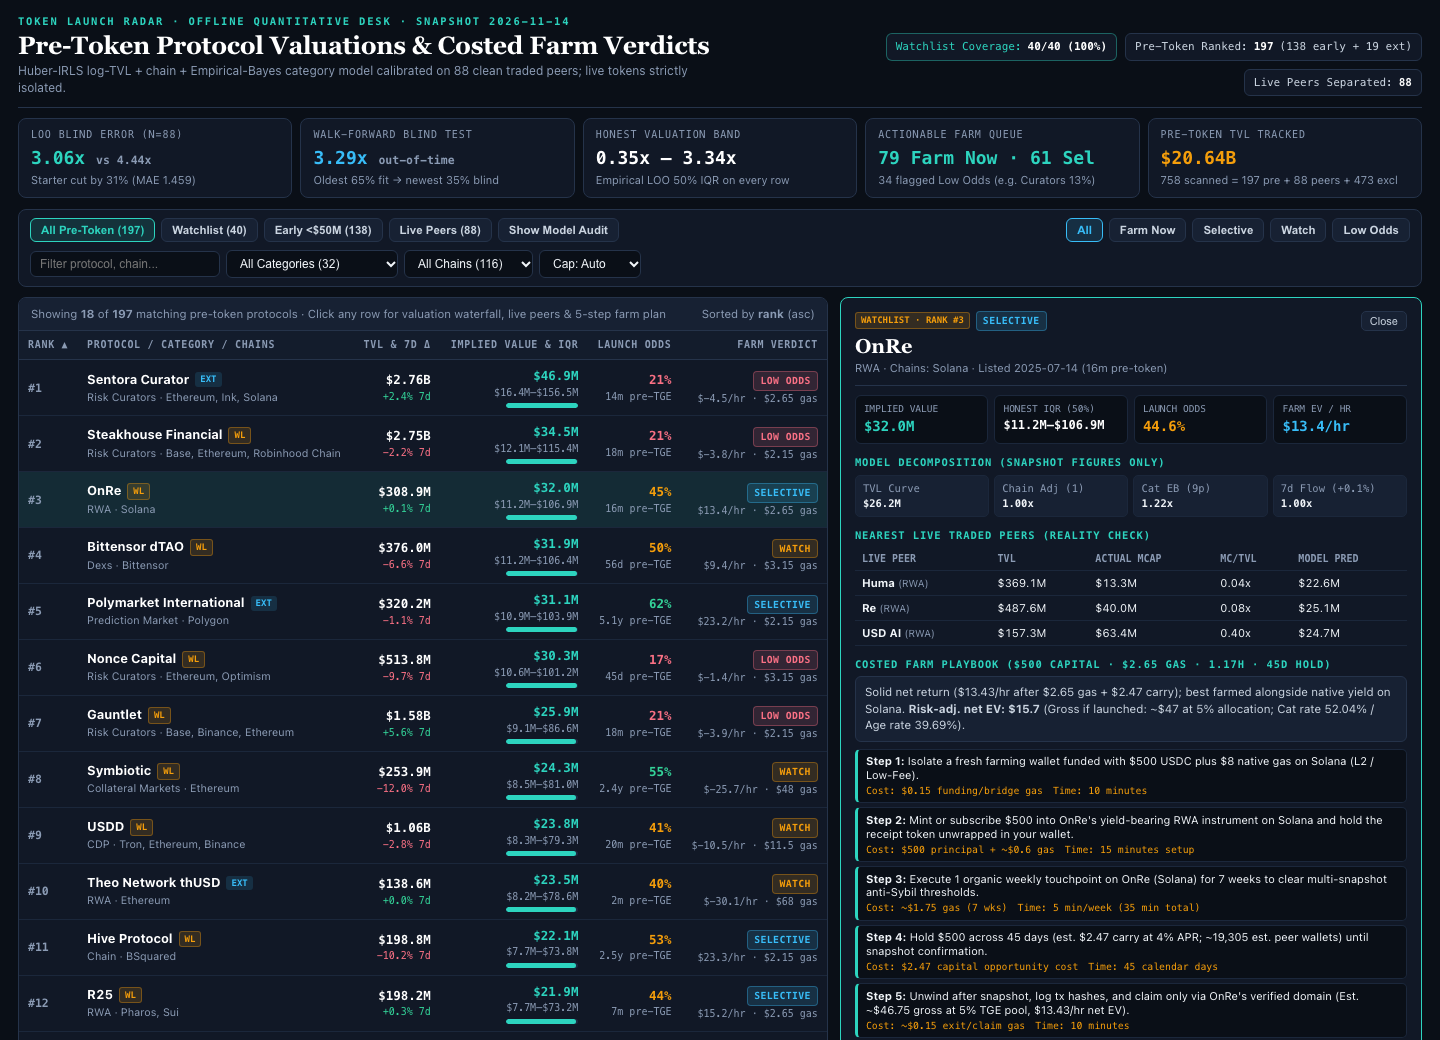 TOKEN LAUNCH RADAR · OFFLINE QUANTITATIVE DESK · SNAPSHOT 2026-11-14
Pre-Token Protocol Valuations & Costed Farm Verdicts
Huber-IRLS log-TVL + chain + Empirical-Bayes category model calibrated on 88 clean traded peers; live tokens strictly
isolated.
Watchlist Coverage: 40/40 (100%)
Pre-Token Ranked: 197 (138 early + 19 ext)
Live Peers Separated: 88
LOO BLIND ERROR (N=88)
3.06x vs 4.44x
Starter cut by 31% (MAE 1.459)
WALK-FORWARD BLIND TEST
3.29x out-of-time
Oldest 65% fit → newest 35% blind
HONEST VALUATION BAND
0.35x — 3.34x
Empirical LOO 50% IQR on every row
ACTIONABLE FARM QUEUE
79 Farm Now · 61 Sel
34 flagged Low Odds (e.g. Curators 13%)
PRE-TOKEN TVL TRACKED
$20.64B
758 scanned = 197 pre + 88 peers + 473 excl
All Pre-Token (197)
Watchlist (40)
Early <$50M (138)
Live Peers (88)
Show Model Audit
All
Farm Now
Selective
Watch
Low Odds
Filter protocol, chain...
All Categories (32)
All Chains (116)
Cap: Auto
Showing 18 of 197 matching pre-token protocols · Click any row for valuation waterfall, live peers & 5-step farm plan
Sorted by rank (asc)
RANK ▲ PROTOCOL / CATEGORY / CHAINS TVL & 7D Δ IMPLIED VALUE & IQR LAUNCH ODDS FARM VERDICT
#1 Sentora Curator EXT $2.76B $46.9M 21% LOW ODDS
Risk Curators · Ethereum, Ink, Solana +2.4% 7d $16.4M–$156.5M 14m pre-TGE $-4.5/hr · $2.65 gas
#2 Steakhouse Financial WL $2.75B $34.5M 21% LOW ODDS
Risk Curators · Base, Ethereum, Robinhood Chain -2.2% 7d $12.1M–$115.4M 18m pre-TGE $-3.8/hr · $2.15 gas
#3 OnRe WL $308.9M $32.0M 45% SELECTIVE
RWA · Solana +0.1% 7d $11.2M–$106.9M 16m pre-TGE $13.4/hr · $2.65 gas
#4 Bittensor dTAO WL $376.0M $31.9M 50% WATCH
Dexs · Bittensor -6.6% 7d $11.2M–$106.4M 56d pre-TGE $9.4/hr · $3.15 gas
#5 Polymarket International EXT $320.2M $31.1M 62% SELECTIVE
Prediction Market · Polygon -1.1% 7d $10.9M–$103.9M 5.1y pre-TGE $23.2/hr · $2.15 gas
#6 Nonce Capital WL $513.8M $30.3M 17% LOW ODDS
Risk Curators · Ethereum, Optimism -9.7% 7d $10.6M–$101.2M 45d pre-TGE $-1.4/hr · $3.15 gas
#7 Gauntlet WL $1.58B $25.9M 21% LOW ODDS
Risk Curators · Base, Binance, Ethereum +5.6% 7d $9.1M–$86.6M 18m pre-TGE $-3.9/hr · $2.15 gas
#8 Symbiotic WL $253.9M $24.3M 55% WATCH
Collateral Markets · Ethereum -12.0% 7d $8.5M–$81.0M 2.4y pre-TGE $-25.7/hr · $48 gas
#9 USDD WL $1.06B $23.8M 41% WATCH
CDP · Tron, Ethereum, Binance -2.8% 7d $8.3M–$79.3M 20m pre-TGE $-10.5/hr · $11.5 gas
#10 Theo Network thUSD EXT $138.6M $23.5M 40% WATCH
RWA · Ethereum +0.0% 7d $8.2M–$78.6M 2m pre-TGE $-30.1/hr · $68 gas
#11 Hive Protocol WL $198.8M $22.1M 53% SELECTIVE
Chain · BSquared -10.2% 7d $7.7M–$73.8M 2.5y pre-TGE $23.3/hr · $2.15 gas
#12 R25 WL $198.2M $21.9M 44% SELECTIVE
RWA · Pharos, Sui +0.3% 7d $7.7M–$73.2M 7m pre-TGE $15.2/hr · $2.65 gas
WATCHLIST · RANK #3 SELECTIVE Close
OnRe
RWA · Chains: Solana · Listed 2025-07-14 (16m pre-token)
IMPLIED VALUE
$32.0M
HONEST IQR (50%)
$11.2M–$106.9M
LAUNCH ODDS
44.6%
FARM EV / HR
$13.4/hr
MODEL DECOMPOSITION (SNAPSHOT FIGURES ONLY)
TVL Curve
$26.2M
Chain Adj (1)
1.00x
Cat EB (9p)
1.22x
7d Flow (+0.1%)
1.00x
NEAREST LIVE TRADED PEERS (REALITY CHECK)
LIVE PEER TVL ACTUAL MCAP MC/TVL MODEL PRED
Huma (RWA) $369.1M $13.3M 0.04x $22.6M
Re (RWA) $487.6M $40.0M 0.08x $25.1M
USD AI (RWA) $157.3M $63.4M 0.40x $24.7M
COSTED FARM PLAYBOOK ($500 CAPITAL · $2.65 GAS · 1.17H · 45D HOLD)
Solid net return ($13.43/hr after $2.65 gas + $2.47 carry); best farmed alongside native yield on
Solana. Risk-adj. net EV: $15.7 (Gross if launched: ~$47 at 5% allocation; Cat rate 52.04% /
Age rate 39.69%).
Step 1: Isolate a fresh farming wallet funded with $500 USDC plus $8 native gas on Solana (L2 /
Low-Fee).
Cost: $0.15 funding/bridge gas Time: 10 minutes
Step 2: Mint or subscribe $500 into OnRe's yield-bearing RWA instrument on Solana and hold the
receipt token unwrapped in your wallet.
Cost: $500 principal + ~$0.6 gas Time: 15 minutes setup
Step 3: Execute 1 organic weekly touchpoint on OnRe (Solana) for 7 weeks to clear multi-snapshot
anti-Sybil thresholds.
Cost: ~$1.75 gas (7 wks) Time: 5 min/week (35 min total)
Step 4: Hold $500 across 45 days (est. $2.47 carry at 4% APR; ~19,305 est. peer wallets) until
snapshot confirmation.
Cost: $2.47 capital opportunity cost Time: 45 calendar days
Step 5: Unwind after snapshot, log tx hashes, and claim only via OnRe's verified domain (Est.
~$46.75 gross at 5% TGE pool, $13.43/hr net EV).
Cost: ~$0.15 exit/claim gas Time: 10 minutes